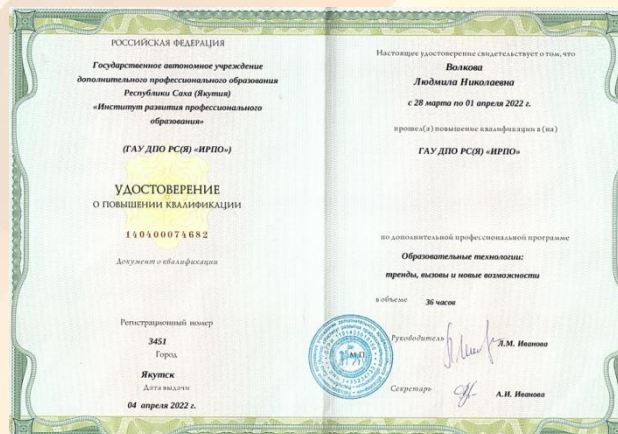 РОССИЙСКАЯ ФЕДЕРАЦИЯ
Государственное автономное учреждение
дополнительного профессионального образования
Республики Саха (Якутия)
«Институт развития профессионального
образования»
(ГАУ ДПО РС(Я) «ИРПО»)
УДОСТОВЕРЕНИЕ
О ПОВЫШЕНИИ КВАЛИФИКАЦИИ
140400074682
Документ о квалификации
Регистрационный номер
3451
Город
Якутск
Дата выдачи
04 апреля 2022 г.
Настоящее удостоверение свидетельствует о том, что
Волкова
Людмила Николаевна
с 28 марта по 01 апреля 2022 г.
прошел(а) повышение квалификации в (на)
ГАУ ДПО РС(Я) «ИРПО»
по дополнительной профессиональной программе
Образовательные технологии:
тренды, вызовы и новые возможности
в объеме 36 часов
М.П.
Руководитель Л.М. Иванова
Секретарь А.И. Иванова